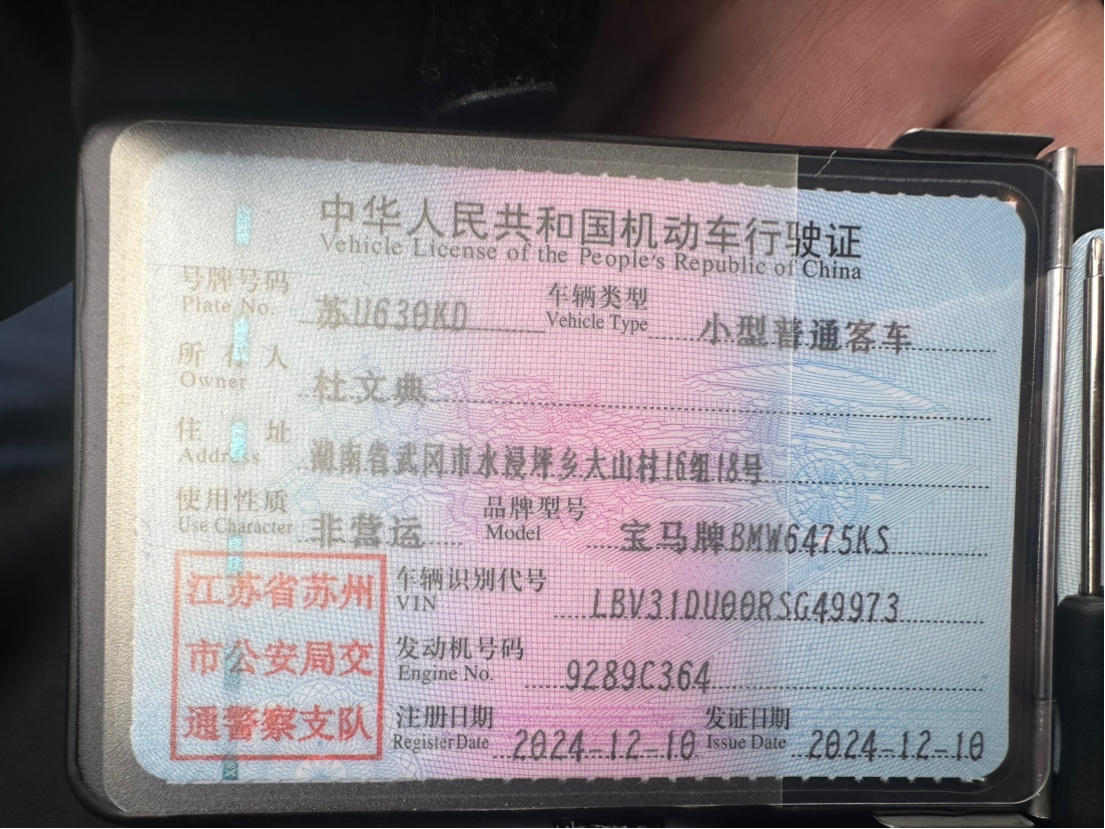 中华人民共和国机动车行驶证
Vehicle License of the People's Republic of China
号牌号码 苏U630KD 车辆类型 小型普通客车
Plate No. Vehicle Type
所有人 杜文典
Owner
住址 湖南省武冈市水浸坪乡大山村16组18号
Address
使用性质 非营运 品牌型号 宝马牌BMW6475KS
Use Character Model
江苏省苏州
市公安局交
通警察支队
车辆识别代号 LBV31DU00RSG49973
VIN
发动机号码 9289C364
Engine No.
注册日期 2024-12-10 发证日期 2024-12-10
Register Date Issue Date